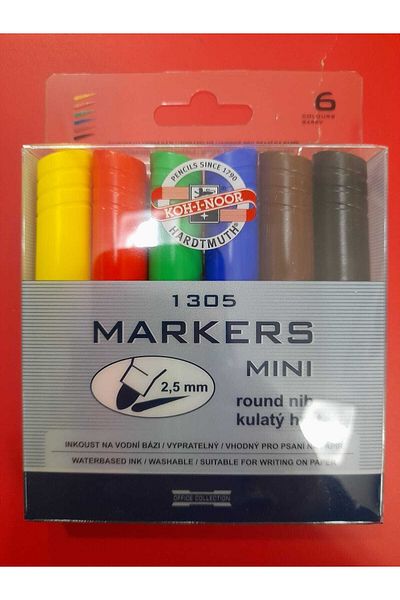 6
COLOURS
PENCILS SINCE 1790
KOH-I-NOOR
HARDTMUTH
1305
MARKERS
MINI
2,5 mm
round nib
kulatý
INKOUST NA VODNÍ BÁZI / VYPRATELNÝ / VHODNÝ PRO PSANÍ NA PAPÍR
WATERBASED INK / WASHABLE / SUITABLE FOR WRITING ON PAPER
OFFICE COLLECTION